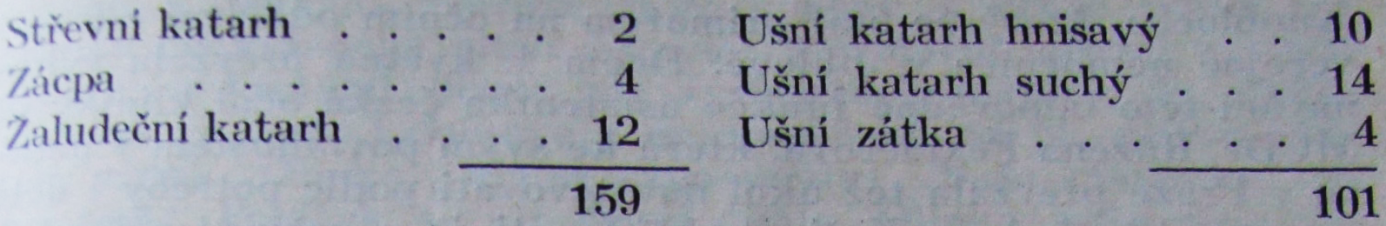 Střevní katarh . . . . . 2
Zácpa . . . . . . . . 4
Žaludeční katarh . . . . 12
159
Ušní katarh hnisavý . . 10
Ušní katarh suchý . . . 14
Ušní zátka . . . . . . 4
101